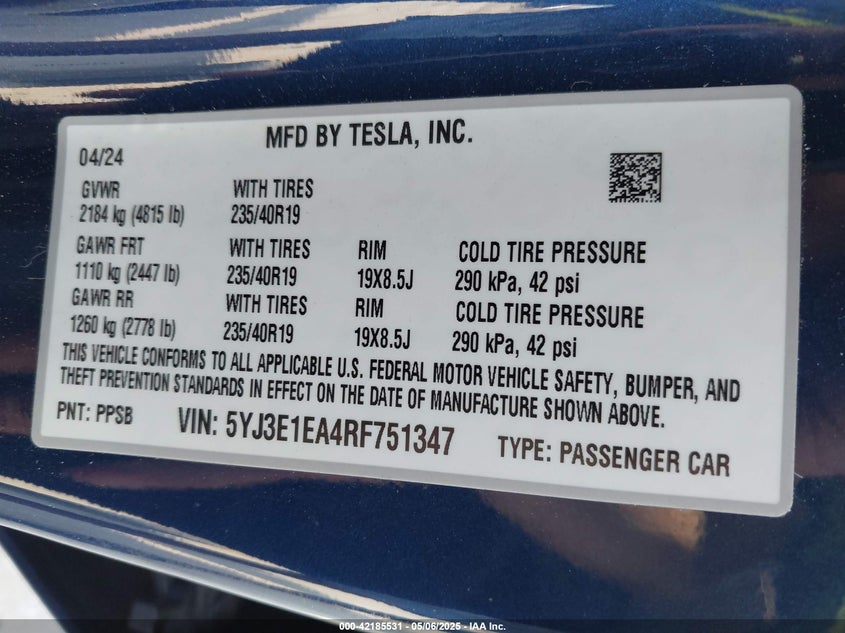 MFD BY TESLA, INC.
04/24
GVWR WITH TIRES
2184 kg (4815 lb) 235/40R19
GAWR FRT WITH TIRES RIM COLD TIRE PRESSURE
1110 kg (2447 lb) 235/40R19 19X8.5J 290 kPa, 42 psi
GAWR RR WITH TIRES RIM COLD TIRE PRESSURE
1260 kg (2778 lb) 235/40R19 19X8.5J 290 kPa, 42 psi
THIS VEHICLE CONFORMS TO ALL APPLICABLE U.S. FEDERAL MOTOR VEHICLE SAFETY, BUMPER, AND
THEFT PREVENTION STANDARDS IN EFFECT ON THE DATE OF MANUFACTURE SHOWN ABOVE.
PNT: PPSB VIN: 5YJ3E1EA4RF751347 TYPE: PASSENGER CAR
000-42185531 - 05/06/2025 - IAA Inc.